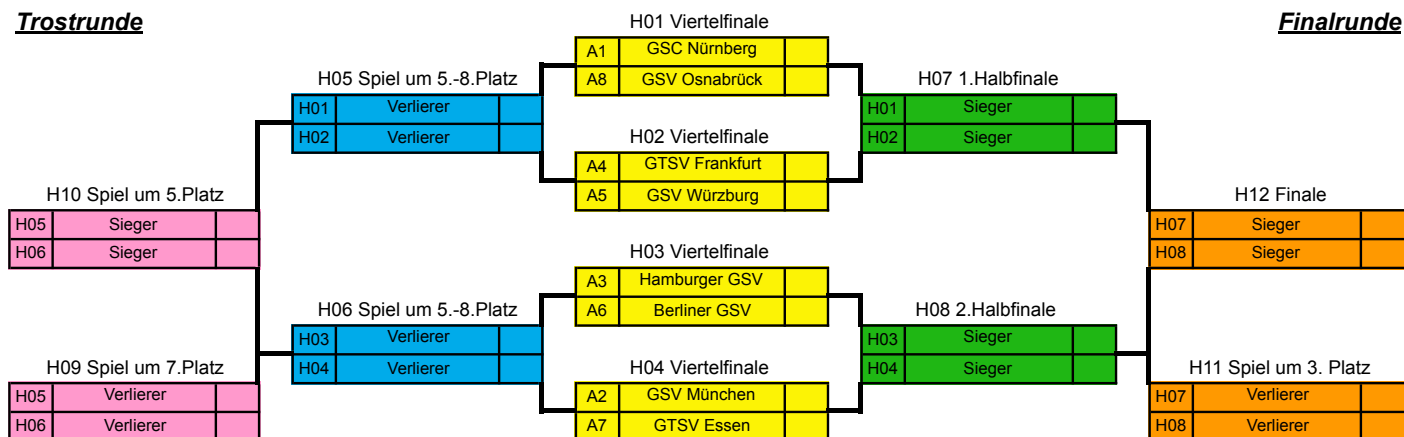 Trostrunde
H01 Viertelfinale
Finalrunde
A1 GSC Nürnberg
A8 GSV Osnabrück
H05 Spiel um 5.-8.Platz
H07 1.Halbfinale
H01 Verlierer
H02 Verlierer
H01 Sieger
H02 Sieger
H02 Viertelfinale
A4 GTSV Frankfurt
A5 GSV Würzburg
H10 Spiel um 5.Platz
H12 Finale
H05 Sieger
H06 Sieger
H07 Sieger
H08 Sieger
H03 Viertelfinale
A3 Hamburger GSV
A6 Berliner GSV
H06 Spiel um 5.-8.Platz
H08 2.Halbfinale
H03 Verlierer
H04 Verlierer
H03 Sieger
H04 Sieger
H09 Spiel um 7.Platz
H04 Viertelfinale
H11 Spiel um 3. Platz
H05 Verlierer
H06 Verlierer
A2 GSV München
A7 GTSV Essen
H07 Verlierer
H08 Verlierer